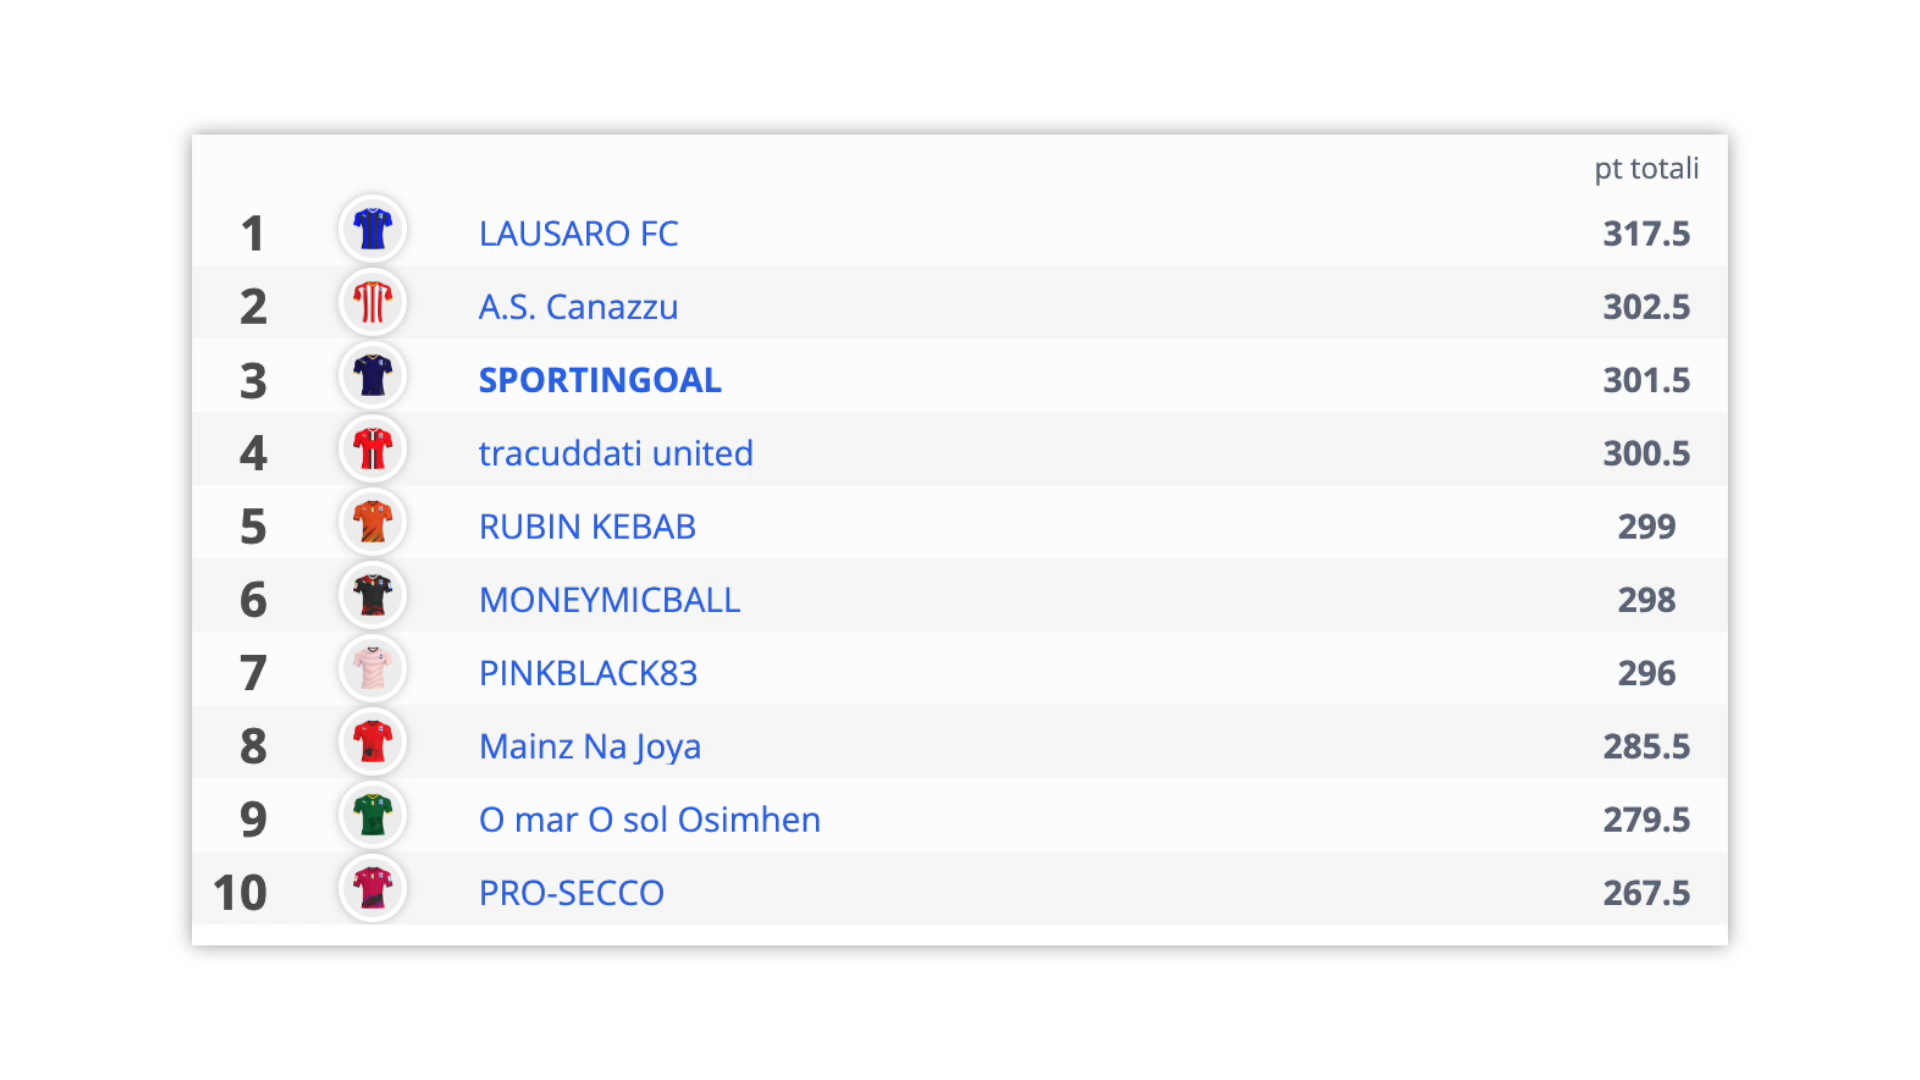 pt totali
1 LAUSARO FC 317.5
2 A.S. Canazzu 302.5
3 SPORTINGOAL 301.5
4 tracuddati united 300.5
5 RUBIN KEBAB 299
6 MONEYMICBALL 298
7 PINKBLACK83 296
8 Mainz Na Joya 285.5
9 O mar O sol Osimhen 279.5
10 PRO-SECCO 267.5